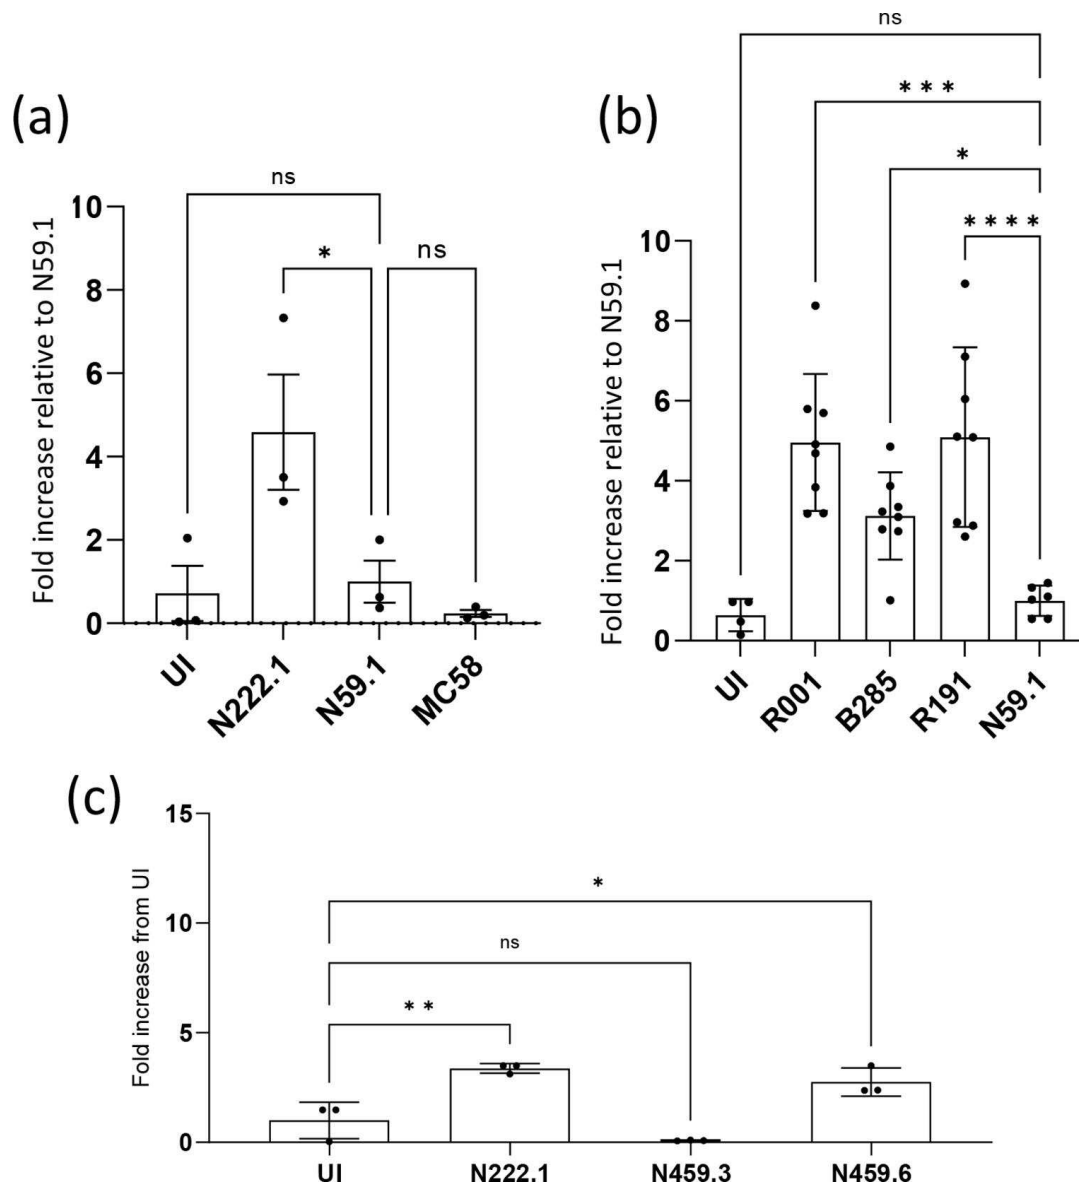 (a)
ns
*
ns
Fold increase relative to N59.1
10
8
6
4
2
0
UI
N222.1
N59.1
MC58
(b)
ns
***
*
****
Fold increase relative to N59.1
10
8
6
4
2
0
UI
R001
B285
R191
N59.1
(c)
*
ns
**
Fold increase from UI
15
10
5
0
UI
N222.1
N459.3
N459.6